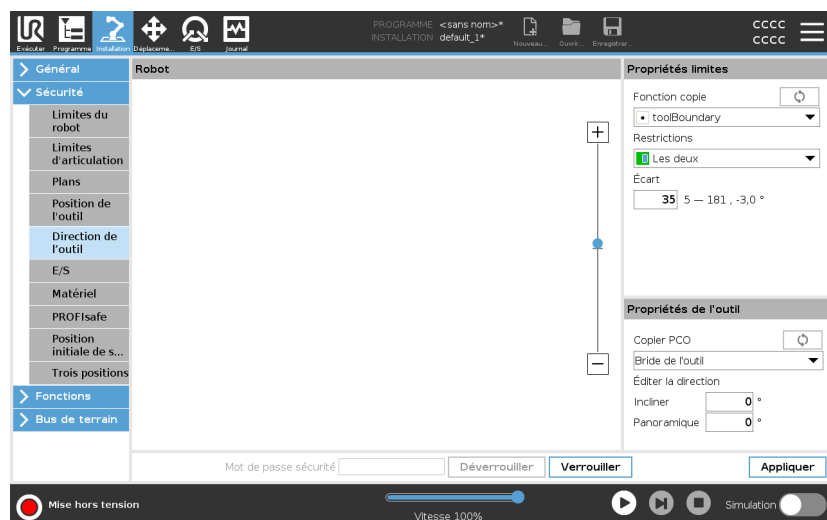 UR
Exécuter
Programme
Installation
Déplaceme...
E/S
Journal
PROGRAMME <sans nom>*
INSTALLATION default_1*
Nouveau...
Ouvrir...
Enregistrer...
CCCC
CCCC
Général
Sécurité
Limites du
robot
Limites
d'articulation
Plans
Position de
l'outil
Direction de
l'outil
E/S
Matériel
PROFIsafe
Position
initiale de s...
Trois positions
Fonctions
Bus de terrain
Robot
Propriétés limites
Fonction copie
toolBoundary
Restrictions
Les deux
Écart
35 5 — 181 , -3,0 °
Propriétés de l'outil
Copier PCO
Bride de l'outil
Éditer la direction
Incliner 0 °
Panoramique 0 °
Mot de passe sécurité
Déverrouiller
Verrouiller
Appliquer
Mise hors tension
Vitesse 100%
Simulation